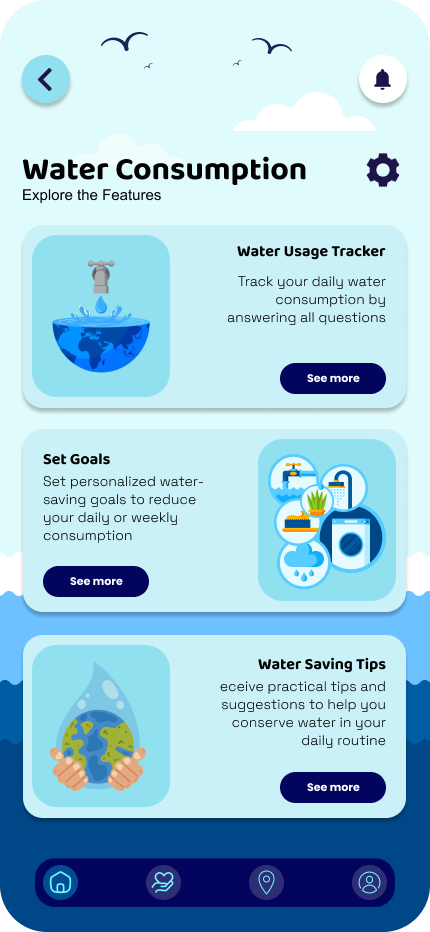 Water Consumption
Explore the Features
Water Usage Tracker
Track your daily water
consumption by
answering all questions
See more
Set Goals
Set personalized water-
saving goals to reduce
your daily or weekly
consumption
See more
Water Saving Tips
eceive practical tips and
suggestions to help you
conserve water in your
daily routine
See more